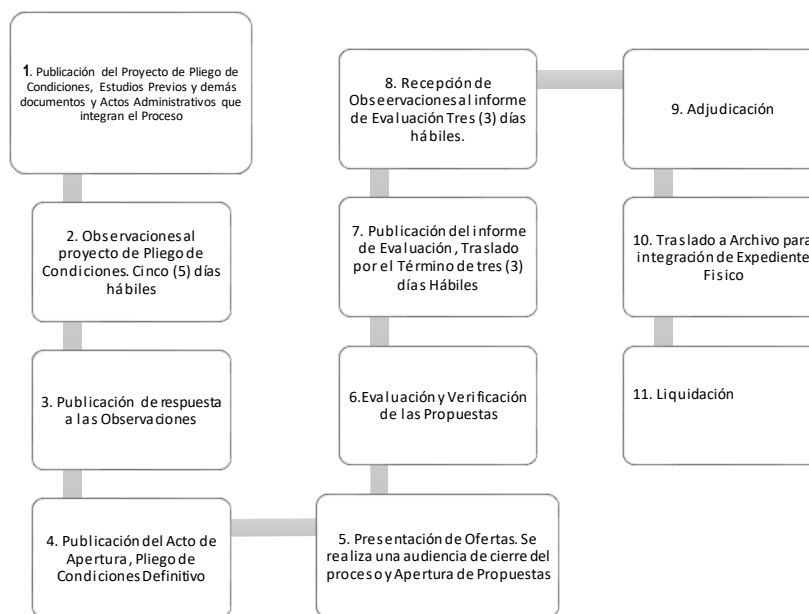 1. Publicación del Proyecto de Pliego de
Condiciones, Estudios Previos y demás
documentos y Actos Administrativos que
integran el Proceso
2. Observaciones al
proyecto de Pliego de
Condiciones. Cinco (5) días
hábiles
3. Publicación de respuesta
a las Observaciones
4. Publicación del Acto de
Apertura, Pliego de
Condiciones Definitivo
5. Presentación de Ofertas. Se
realiza una audiencia de cierre del
proceso y Apertura de Propuestas
6.Evaluación y Verificación
de las Propuestas
7. Publicación del informe
de Evaluación, Traslado
por el Término de tres (3)
días Hábiles
8. Recepción de
Obseervaciones al informe
de Evaluación Tres (3) días
hábiles.
9. Adjudicación
10. Traslado a Archivo para
integración de Expediente
Fisico
11. Liquidación